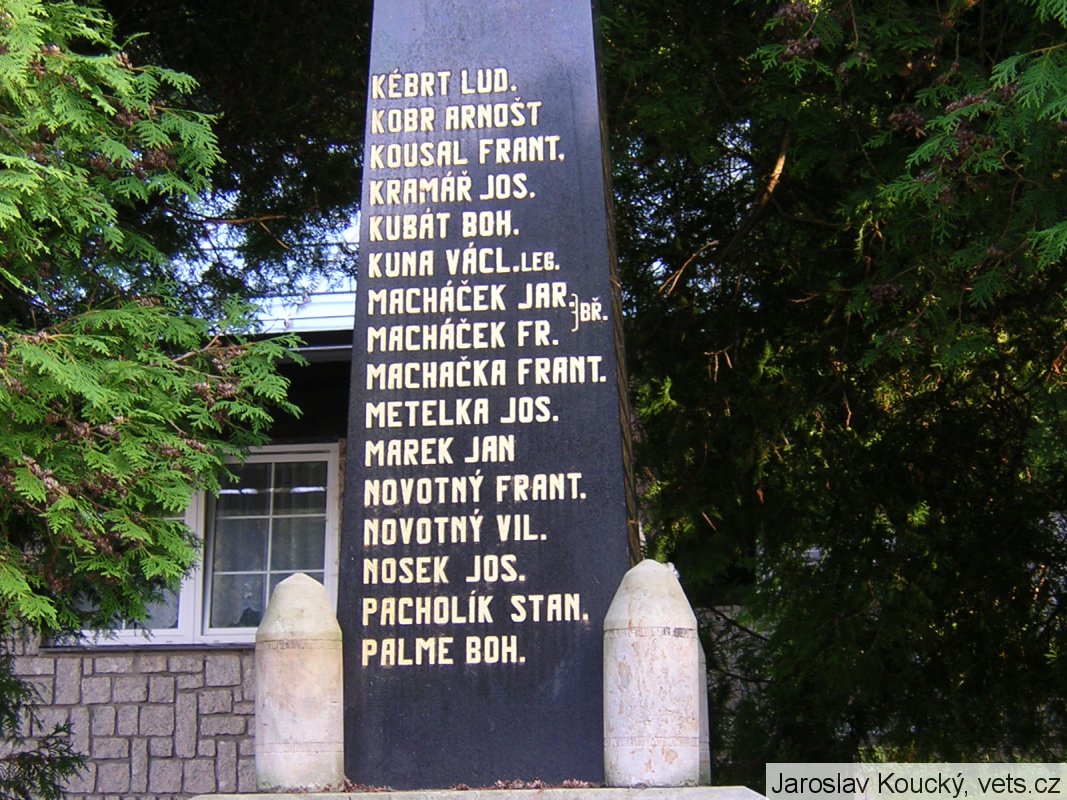 KÉBRT LUD.
KOBR ARNOŠT
KOUSAL FRANT.
KRAMÁŘ JOS.
KUBÁT BOH.
KUNA VÁCL. LEG.
MACHÁČEK JAR. } BŘ.
MACHÁČEK FR.
MACHAČKA FRANT.
METELKA JOS.
MAREK JAN
NOVOTNÝ FRANT.
NOVOTNÝ VIL.
NOSEK JOS.
PACHOLÍK STAN.
PALME BOH.
Jaroslav Koucký, vets.cz